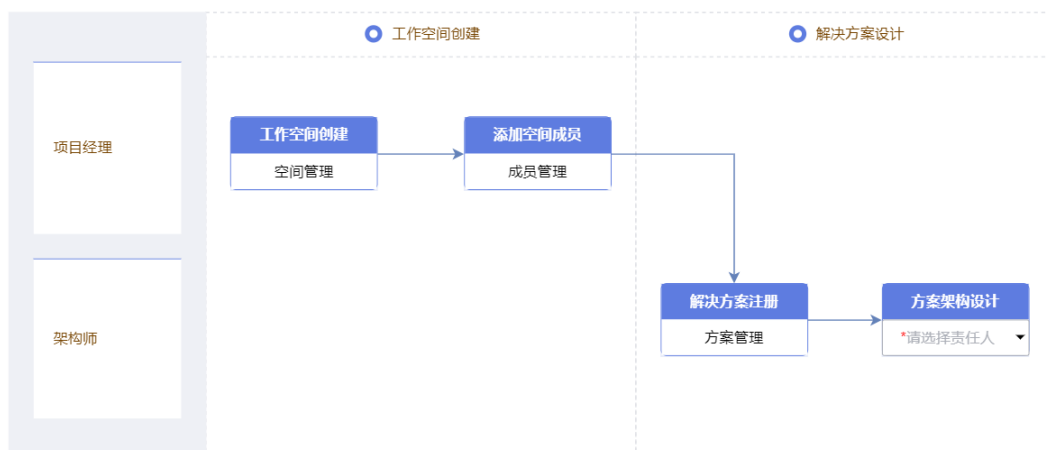 工作空间创建
解决方案设计
项目经理
工作空间创建
空间管理
添加空间成员
成员管理
架构师
解决方案注册
方案管理
方案架构设计
*请选择责任人